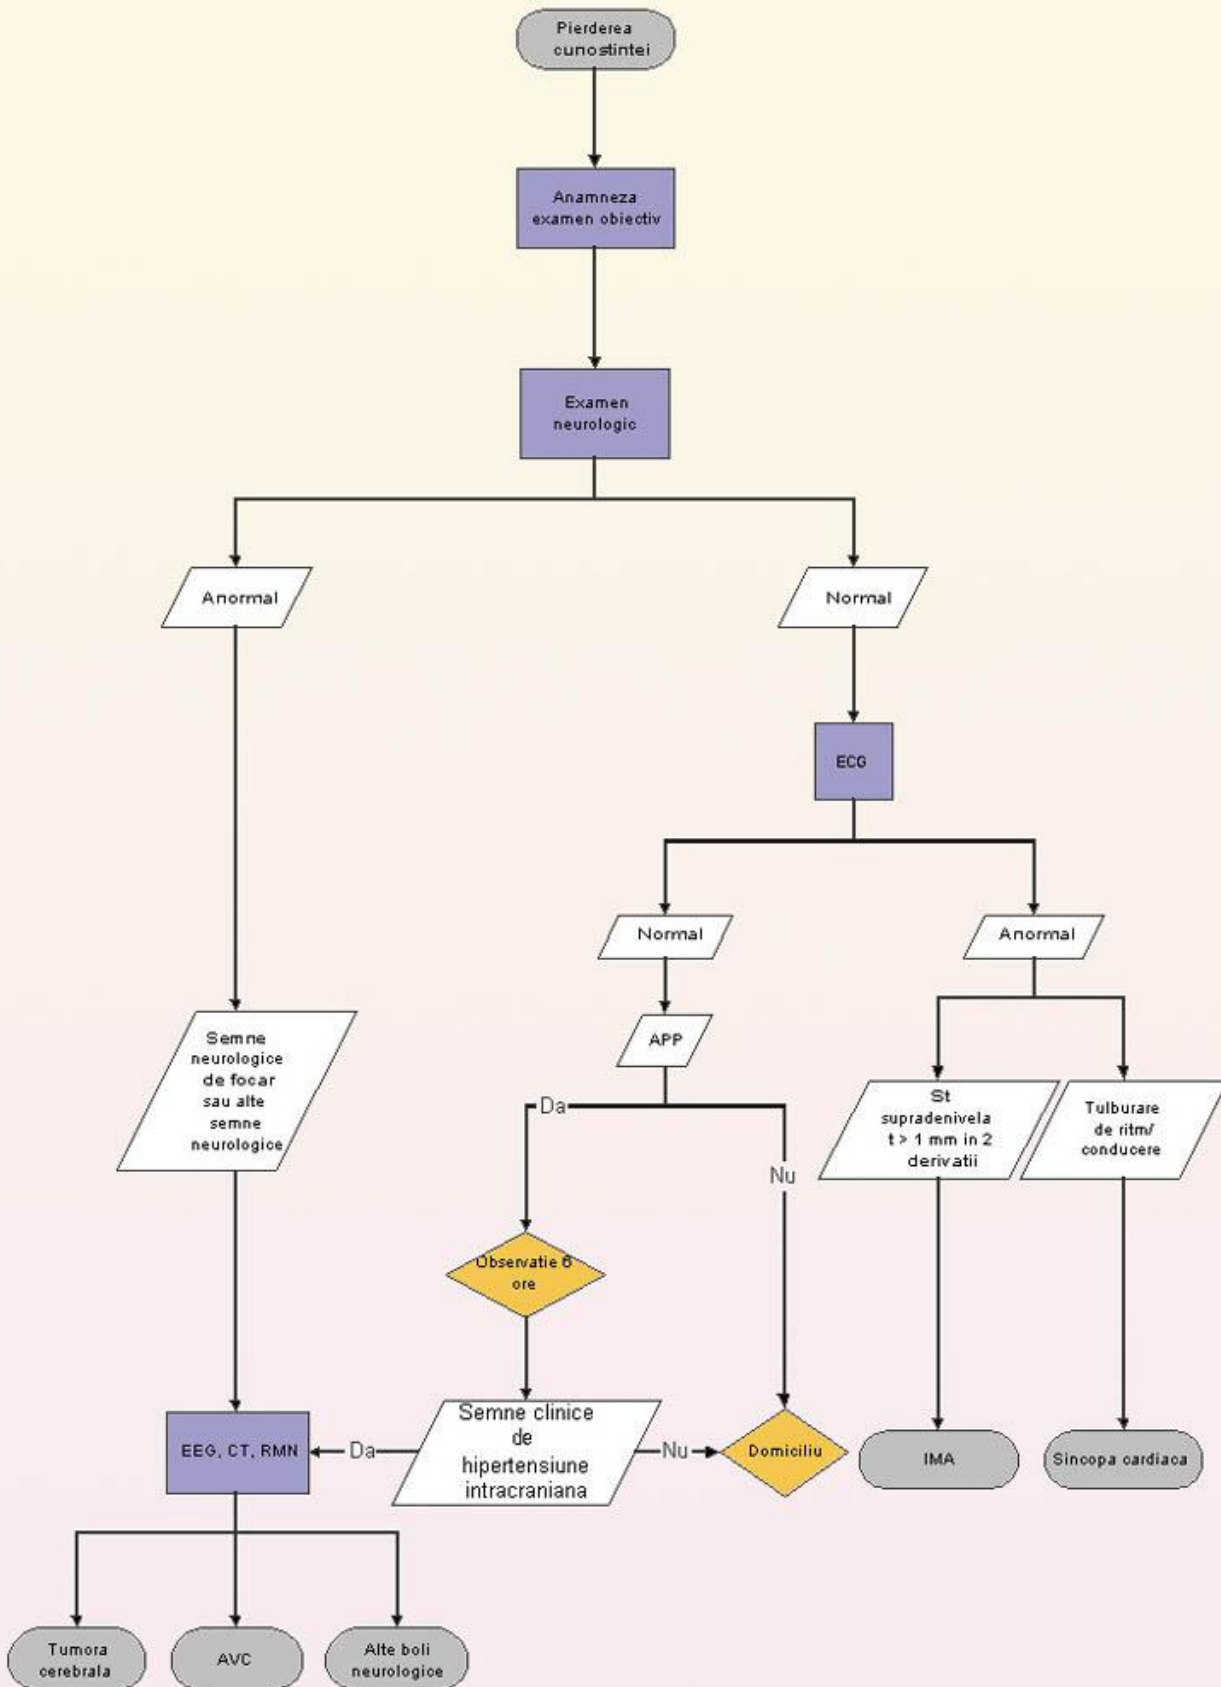 Pierderea
cunostintei
Anamneza
examen obiectiv
Examen
neurologic
Anormal
Normal
ECG
Normal
Anormal
APP
Semne
neurologice
de focar
sau alte
semne
neurologice
Da
Nu
St
supradenivela
t > 1 mm in 2
derivatii
Tulburare
de ritm/
conducere
Observatie 6
ore
Semne clinice
de
hipertensiune
intracraniana
EEG, CT, RMN
Da
Nu
Domiciliu
IMA
Sincopa cardiaca
Tumora
cerebrala
AVC
Alte boli
neurologice